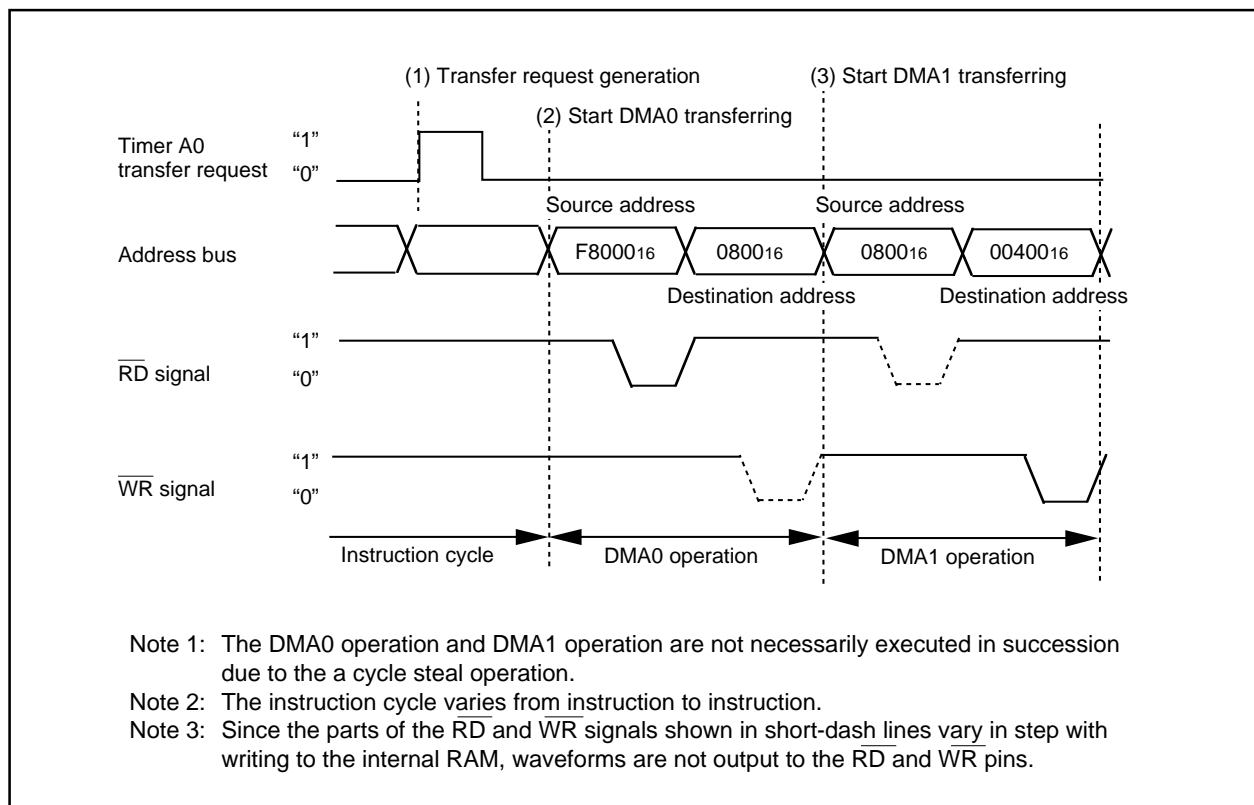 (1) Transfer request generation
(3) Start DMA1 transferring
(2) Start DMA0 transferring
Timer A0
transfer request
“1”
“0”
Source address
Source address
Address bus
F800016
080016
080016
0040016
Destination address
Destination address
RD signal
“1”
“0”
WR signal
“1”
“0”
Instruction cycle
DMA0 operation
DMA1 operation
Note 1: The DMA0 operation and DMA1 operation are not necessarily executed in succession
due to the a cycle steal operation.
Note 2: The instruction cycle varies from instruction to instruction.
Note 3: Since the parts of the RD and WR signals shown in short-dash lines vary in step with
writing to the internal RAM, waveforms are not output to the RD and WR pins.